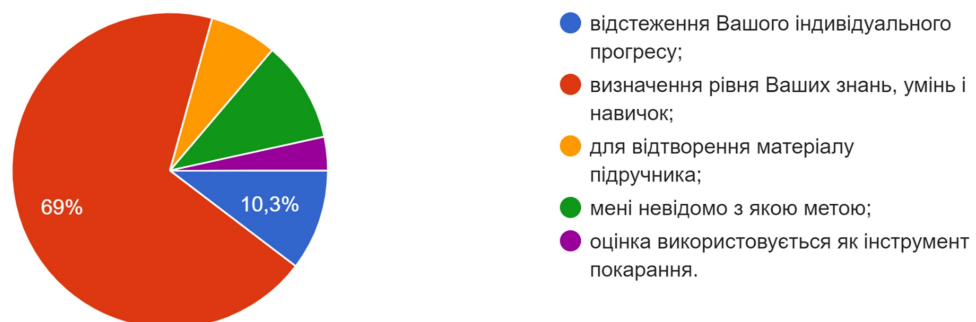 69%
10,3%
відстеження Вашого індивідуального
прогресу;
визначення рівня Ваших знань, умінь і
навичок;
для відтворення матеріалу
підручника;
мені невідомо з якою метою;
оцінка використовується як інструмент
покарання.